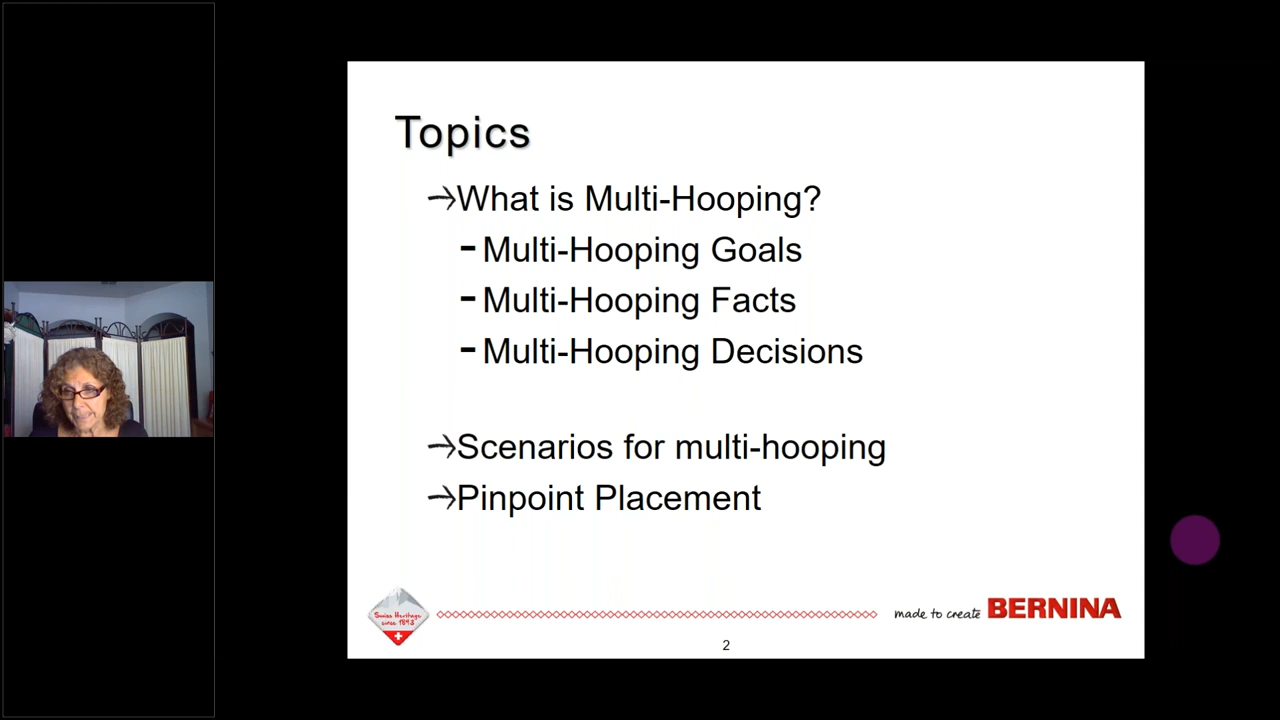 Topics
What is Multi-Hooping?
- Multi-Hooping Goals
- Multi-Hooping Facts
- Multi-Hooping Decisions
Scenarios for multi-hooping
Pinpoint Placement
Swiss Heritage
since 1893
made to create BERNINA
2